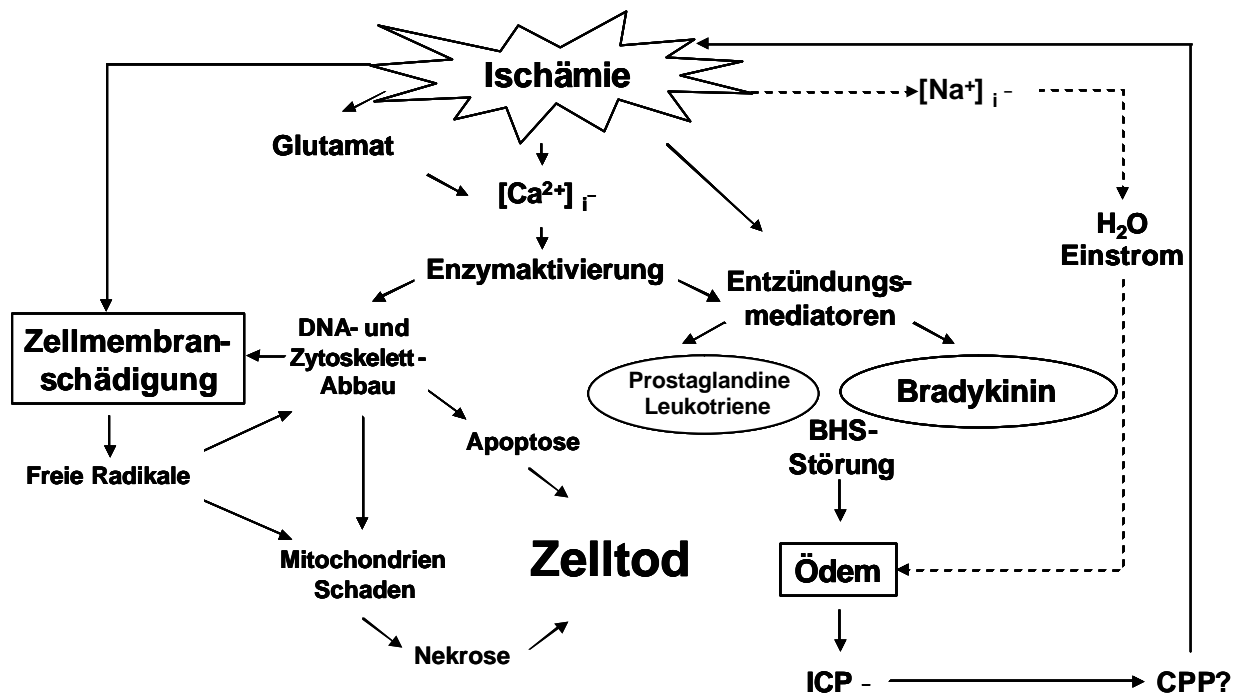 Ischämie
[Na⁺] i –
Glutamat
[Ca²⁺] i –
H₂O
Einstrom
Enzymaktivierung
Entzündungs-
mediatoren
Zellmembran-
schädigung
DNA- und
Zytoskelett-
Abbau
Prostaglandine
Leukotriene
Bradykinin
BHS-
Störung
Apoptose
Freie Radikale
Mitochondrien
Schaden
Zelltod
Ödem
Nekrose
ICP –
CPP?